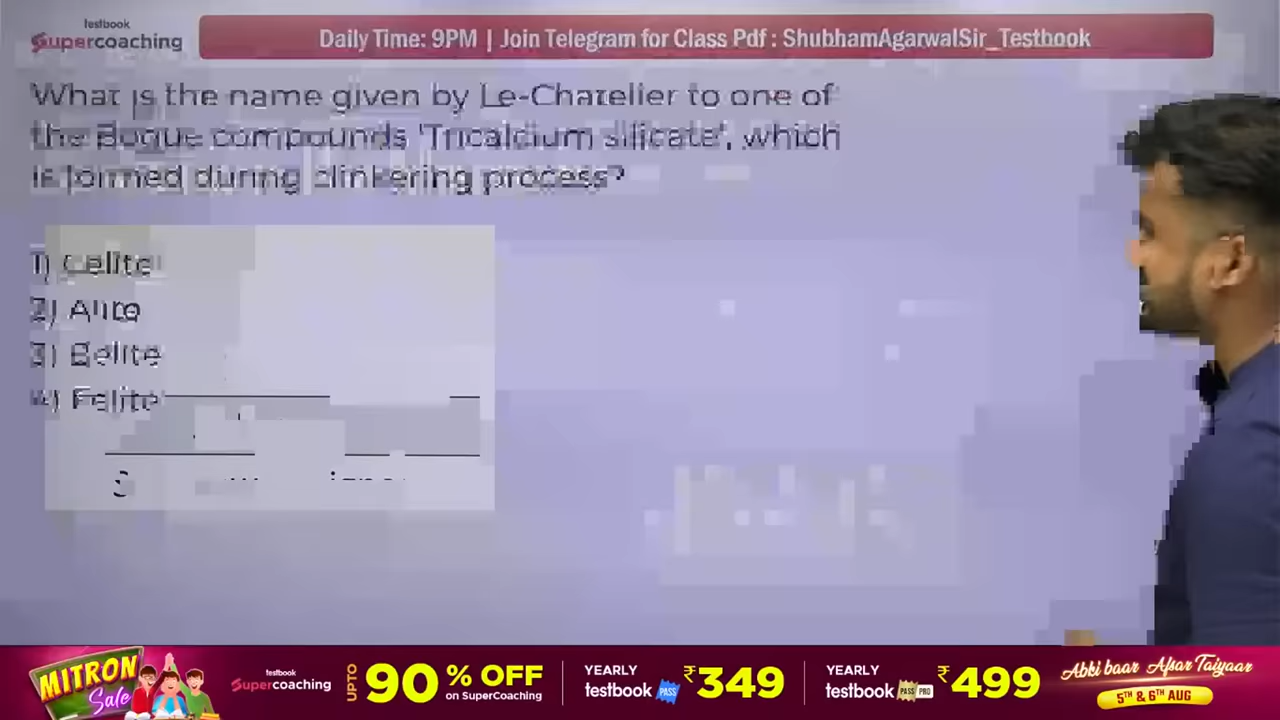 testbook
Supercoaching
Daily Time: 9PM | Join Telegram for Class Pdf : ShubhamAgarwalSir_Testbook
What is the name given by Le-Chatelier to one of
the Bogue compounds 'Tricalcium silicate', which
is formed during clinkering process?
1) Celite
2) Alite
3) Belite
4) Felite
MITRON
Sale
testbook
Supercoaching
UPTO
90% OFF
on SuperCoaching
YEARLY
testbook PASS
₹349
YEARLY
testbook PASS PRO
₹499
Abki baar Afsar Taiyaar
5TH & 6TH AUG